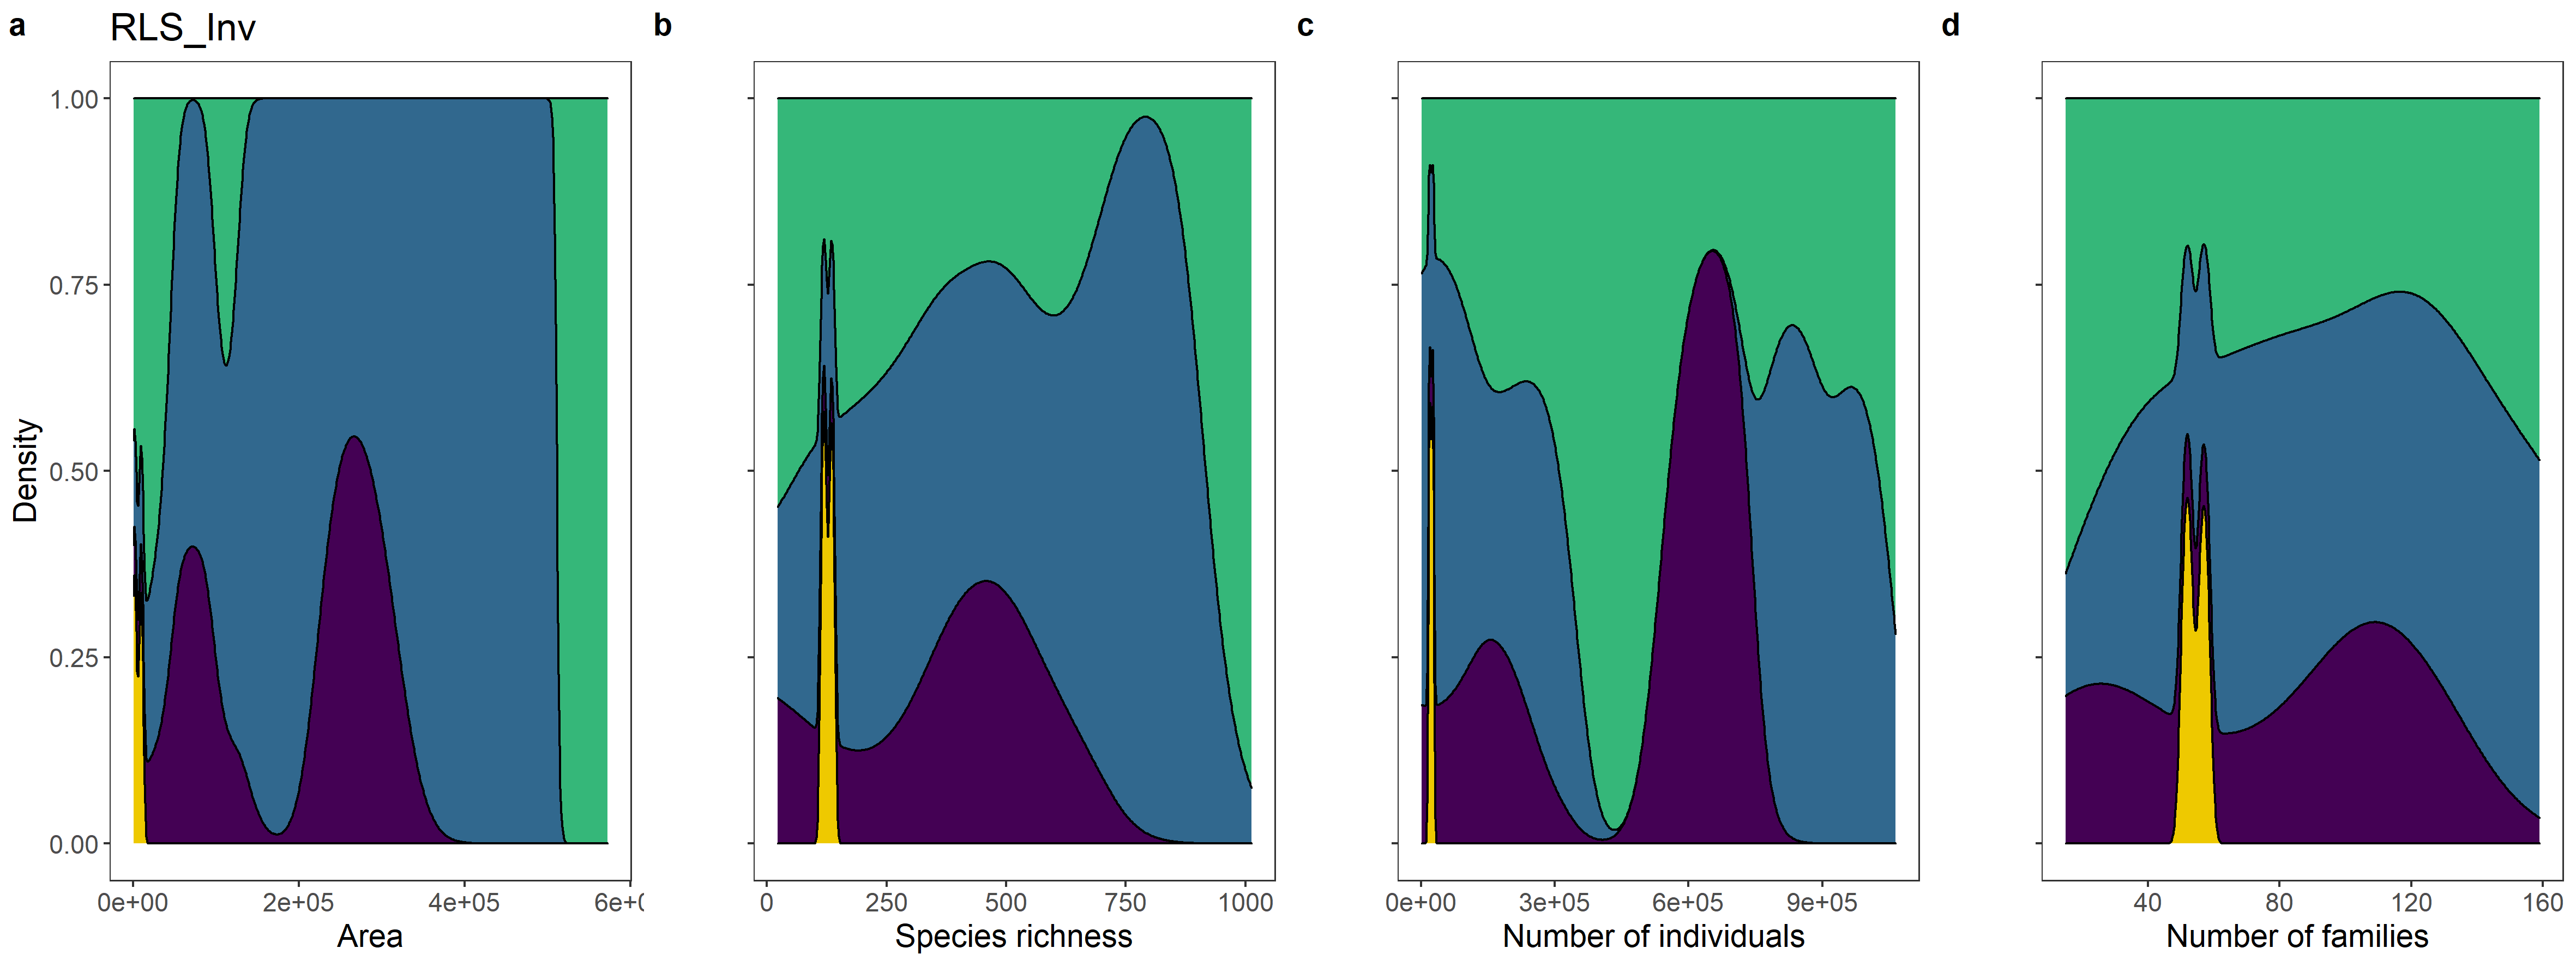 a RLS_Inv b c d
Density
1.00
0.75
0.50
0.25
0.00
0e+00 2e+05 4e+05 6e+0
0 250 500 750 1000
0e+00 3e+05 6e+05 9e+05
40 80 120 160
Area
Species richness
Number of individuals
Number of families